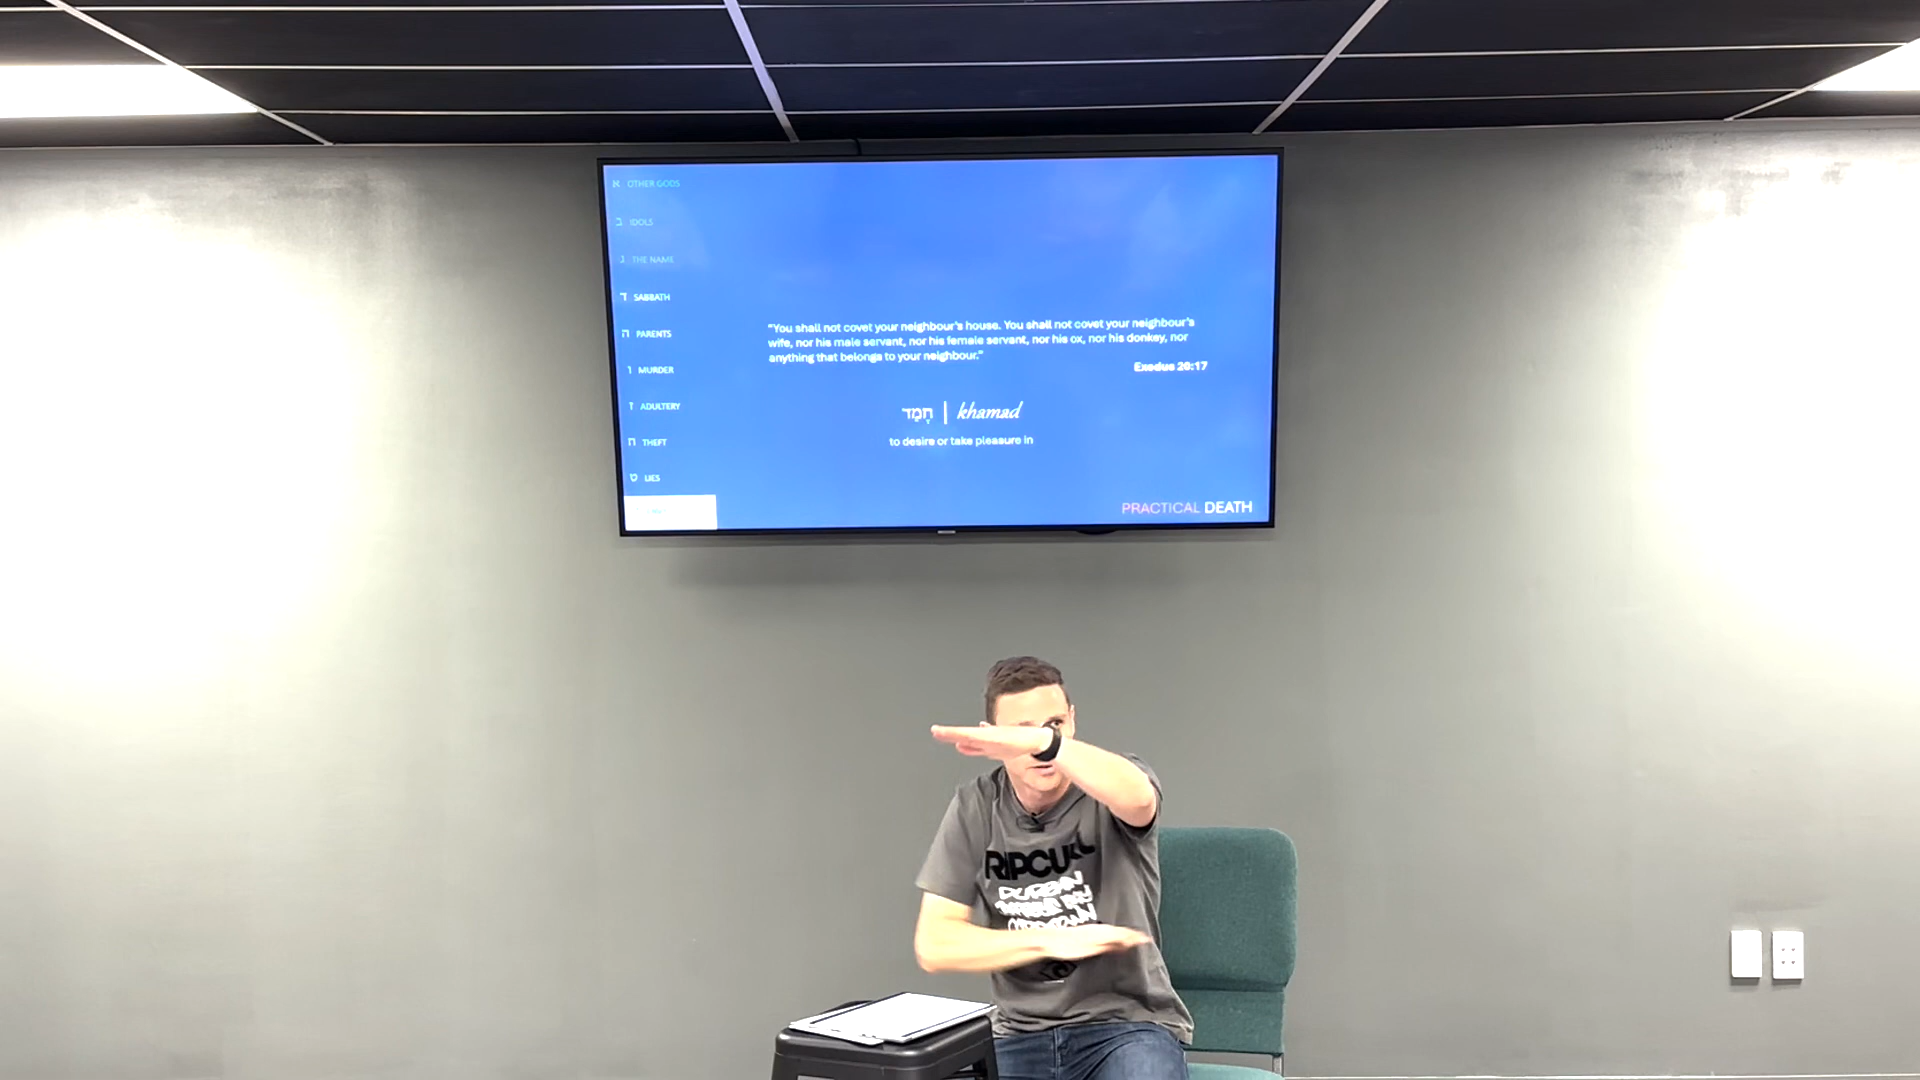 א OTHER GODS
ב IDOLS
ג THE NAME
ד SABBATH
ה PARENTS
ו MURDER
ז ADULTERY
ח THEFT
ט LIES
"You shall not covet your neighbour's house. You shall not covet your neighbour's
wife, nor his male servant, nor his female servant, nor his ox, nor his donkey, nor
anything that belongs to your neighbour."
Exodus 20:17
חָמַד | khamad
to desire or take pleasure in
PRACTICAL DEATH
RIPCURL
DURBAN